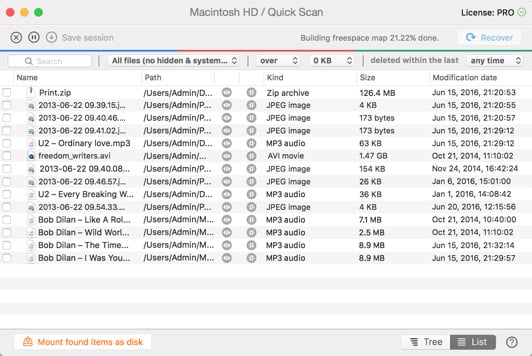 Macintosh HD / Quick Scan
License: PRO
Save session
Building freespace map 21.22% done.
Recover
Search
All files (no hidden & system...
over
0 KB
deleted within the last
any time
Name Path Kind Size Modification date
Print.zip /Users/Admin/D... Zip archive 126.4 MB Jun 15, 2016, 21:20:53
2013-06-22 09.39.15.j... /Users/Admin/P... JPEG image 4 KB Jun 15, 2016, 21:20:55
2013-06-22 09.40.46.... /Users/Admin/P... JPEG image 173 bytes Jun 15, 2016, 21:20:57
2013-06-22 09.41.02.j... /Users/Admin/P... JPEG image 173 bytes Jun 15, 2016, 21:29:12
U2 – Ordinary love.mp3 /Users/Admin/D... MP3 audio 63 KB Jun 15, 2016, 21:29:12
freedom_writers.avi /Users/Admin/D... AVI movie 1.47 GB Oct 21, 2014, 11:10:02
2013-06-22 09.40.08... /Users/Admin/P... JPEG image 154 KB Nov 24, 2014, 16:42:24
2013-06-22 09.46.57.j... /Users/Admin/P... JPEG image 26 KB Jan 6, 2016, 15:01:00
U2 – Every Breaking W... /Users/Admin/D... MP3 audio 36 KB Jan 1, 2016, 14:08:42
2013-06-22 09.54.33.... /Users/Admin/P... JPEG image 4 KB Jun 20, 2016, 12:15:56
Bob Dilan – Like A Rol... /Users/Admin/M... MP3 audio 7.1 MB Oct 21, 2014, 10:40:00
Bob Dilan – Wild Worl... /Users/Admin/M... MP3 audio 2.5 MB Oct 21, 2014, 11:10:02
Bob Dilan – The Time... /Users/Admin/M... MP3 audio 8.9 MB Jun 15, 2016, 21:32:14
Bob Dilan – I Was You... /Users/Admin/M... MP3 audio 8.9 MB Jun 15, 2016, 21:29:57
Mount found items as disk
Tree
List
?